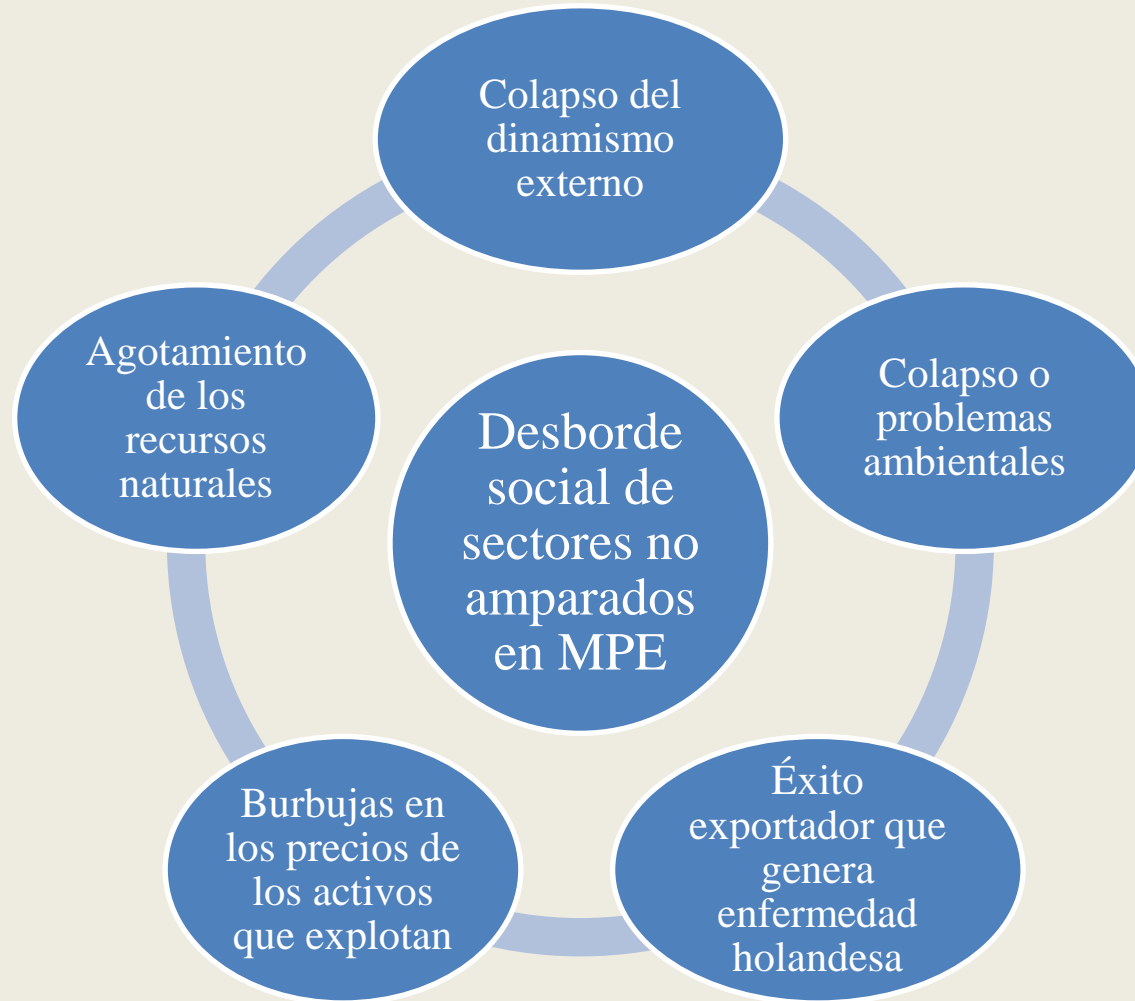 Colapso del
dinamismo
externo
Agotamiento
de los
recursos
naturales
Colapso o
problemas
ambientales
Desborde
social de
sectores no
amparados
en MPE
Burbujas en
los precios de
los activos
que explotan
Éxito
exportador que
genera
enfermedad
holandesa